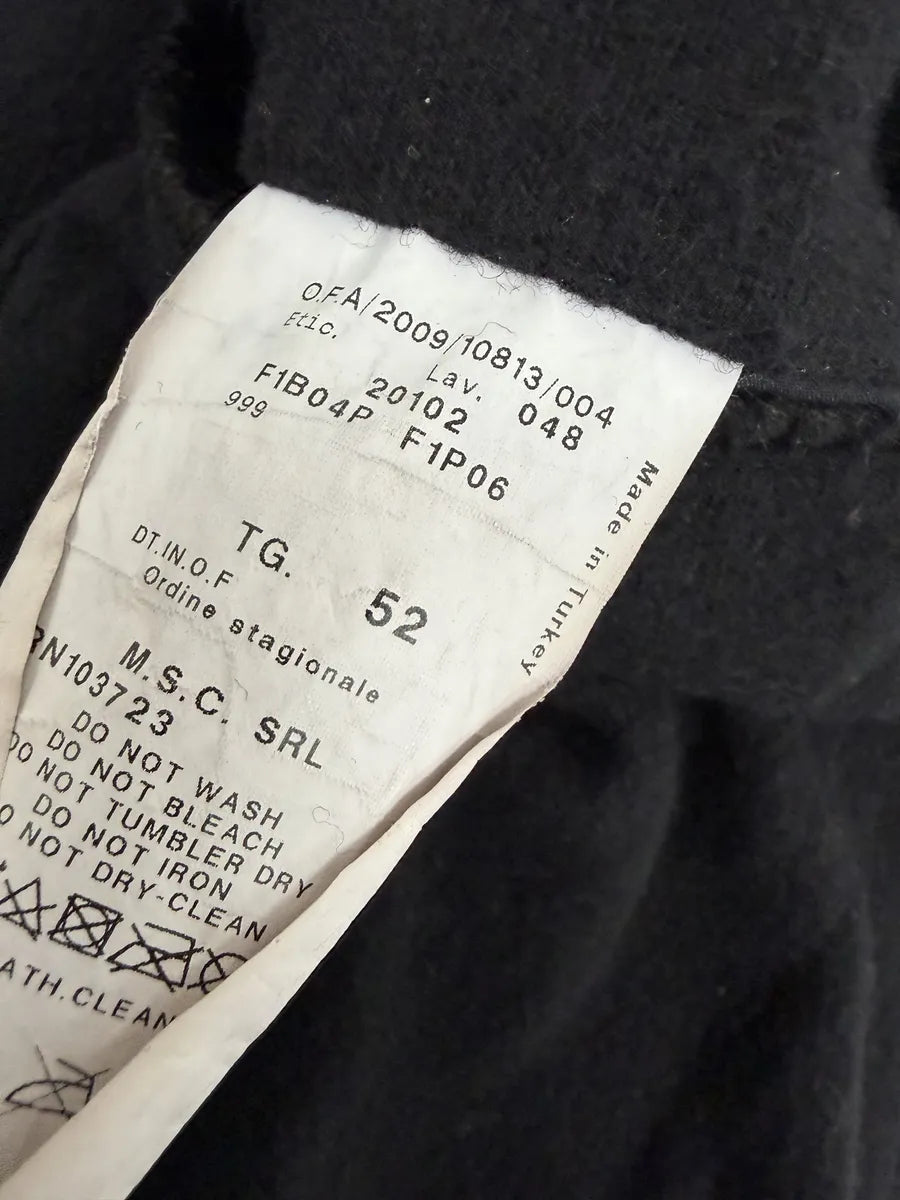 O.F.A/2009/10813/004
Etic. Lav.
20102 048
F1B04P F1P06
999
TG. 52
DT.IN.O.F
Ordine stagionale
M.S.C. SRL
RN103723
DO NOT WASH
DO NOT BLEACH
DO NOT TUMBLER DRY
DO NOT IRON
DO NOT DRY-CLEAN
ATH.CLEAN
Made in Turkey